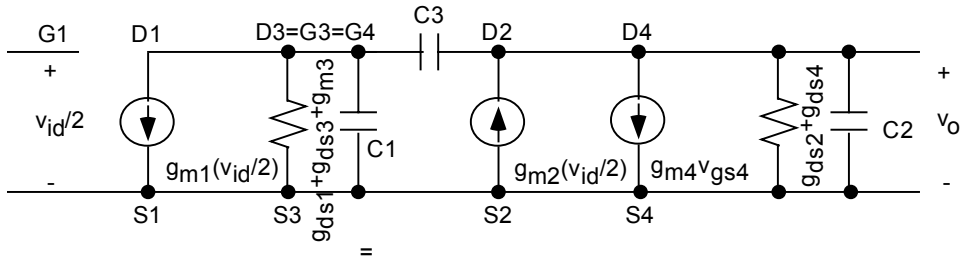 C3
G1
D1
D3=G3=G4
D2
D4
+
v_id/2
-
g_m1(v_id/2)
g_ds1+g_ds3+g_m3
C1
g_m2(v_id/2)
g_m4v_gs4
g_ds2+g_ds4
C2
+
v_o
-
S1
S3
S2
S4
=